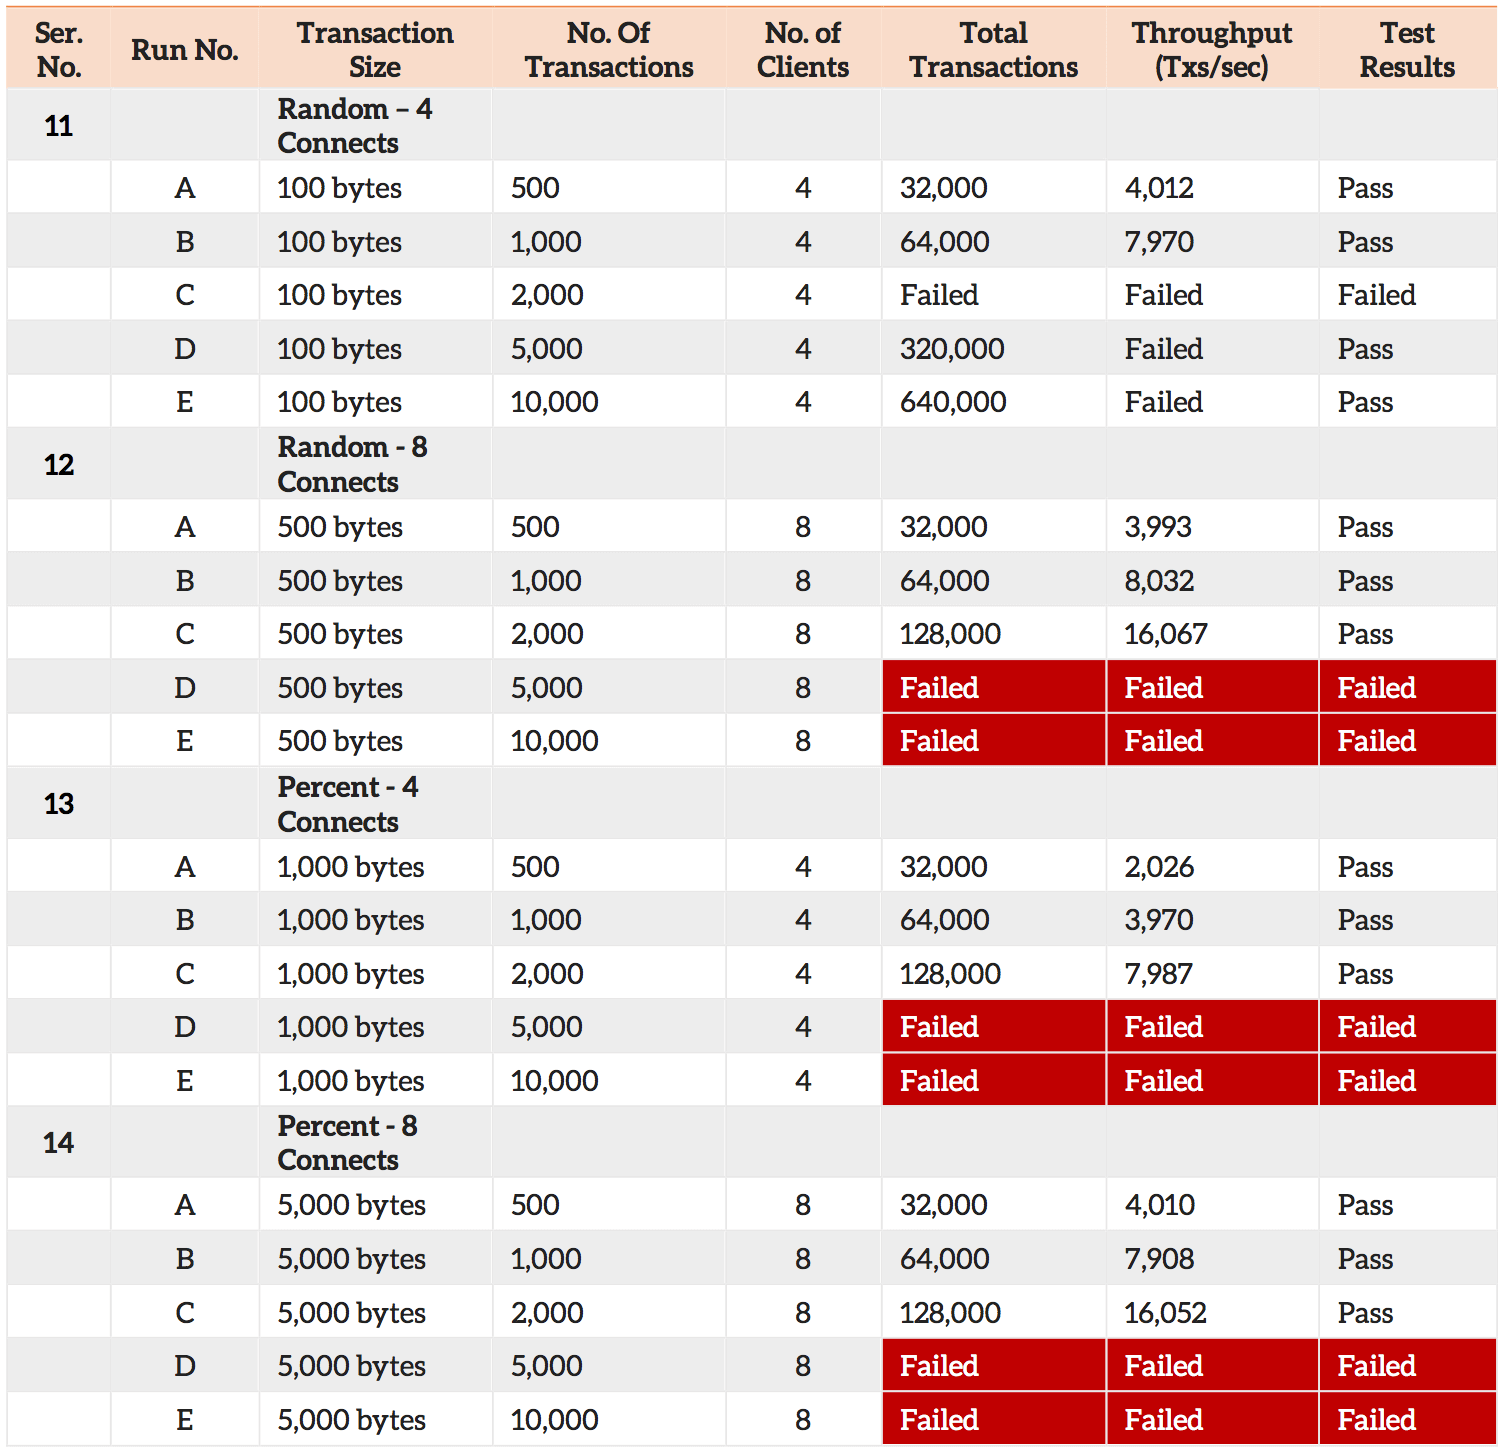 Ser. No. Run No. Transaction Size No. Of Transactions No. of Clients Total Transactions Throughput (Txs/sec) Test Results
11 Random – 4 Connects
A 100 bytes 500 4 32,000 4,012 Pass
B 100 bytes 1,000 4 64,000 7,970 Pass
C 100 bytes 2,000 4 Failed Failed Failed
D 100 bytes 5,000 4 320,000 Failed Pass
E 100 bytes 10,000 4 640,000 Failed Pass
12 Random - 8 Connects
A 500 bytes 500 8 32,000 3,993 Pass
B 500 bytes 1,000 8 64,000 8,032 Pass
C 500 bytes 2,000 8 128,000 16,067 Pass
D 500 bytes 5,000 8 Failed Failed Failed
E 500 bytes 10,000 8 Failed Failed Failed
13 Percent - 4 Connects
A 1,000 bytes 500 4 32,000 2,026 Pass
B 1,000 bytes 1,000 4 64,000 3,970 Pass
C 1,000 bytes 2,000 4 128,000 7,987 Pass
D 1,000 bytes 5,000 4 Failed Failed Failed
E 1,000 bytes 10,000 4 Failed Failed Failed
14 Percent - 8 Connects
A 5,000 bytes 500 8 32,000 4,010 Pass
B 5,000 bytes 1,000 8 64,000 7,908 Pass
C 5,000 bytes 2,000 8 128,000 16,052 Pass
D 5,000 bytes 5,000 8 Failed Failed Failed
E 5,000 bytes 10,000 8 Failed Failed Failed